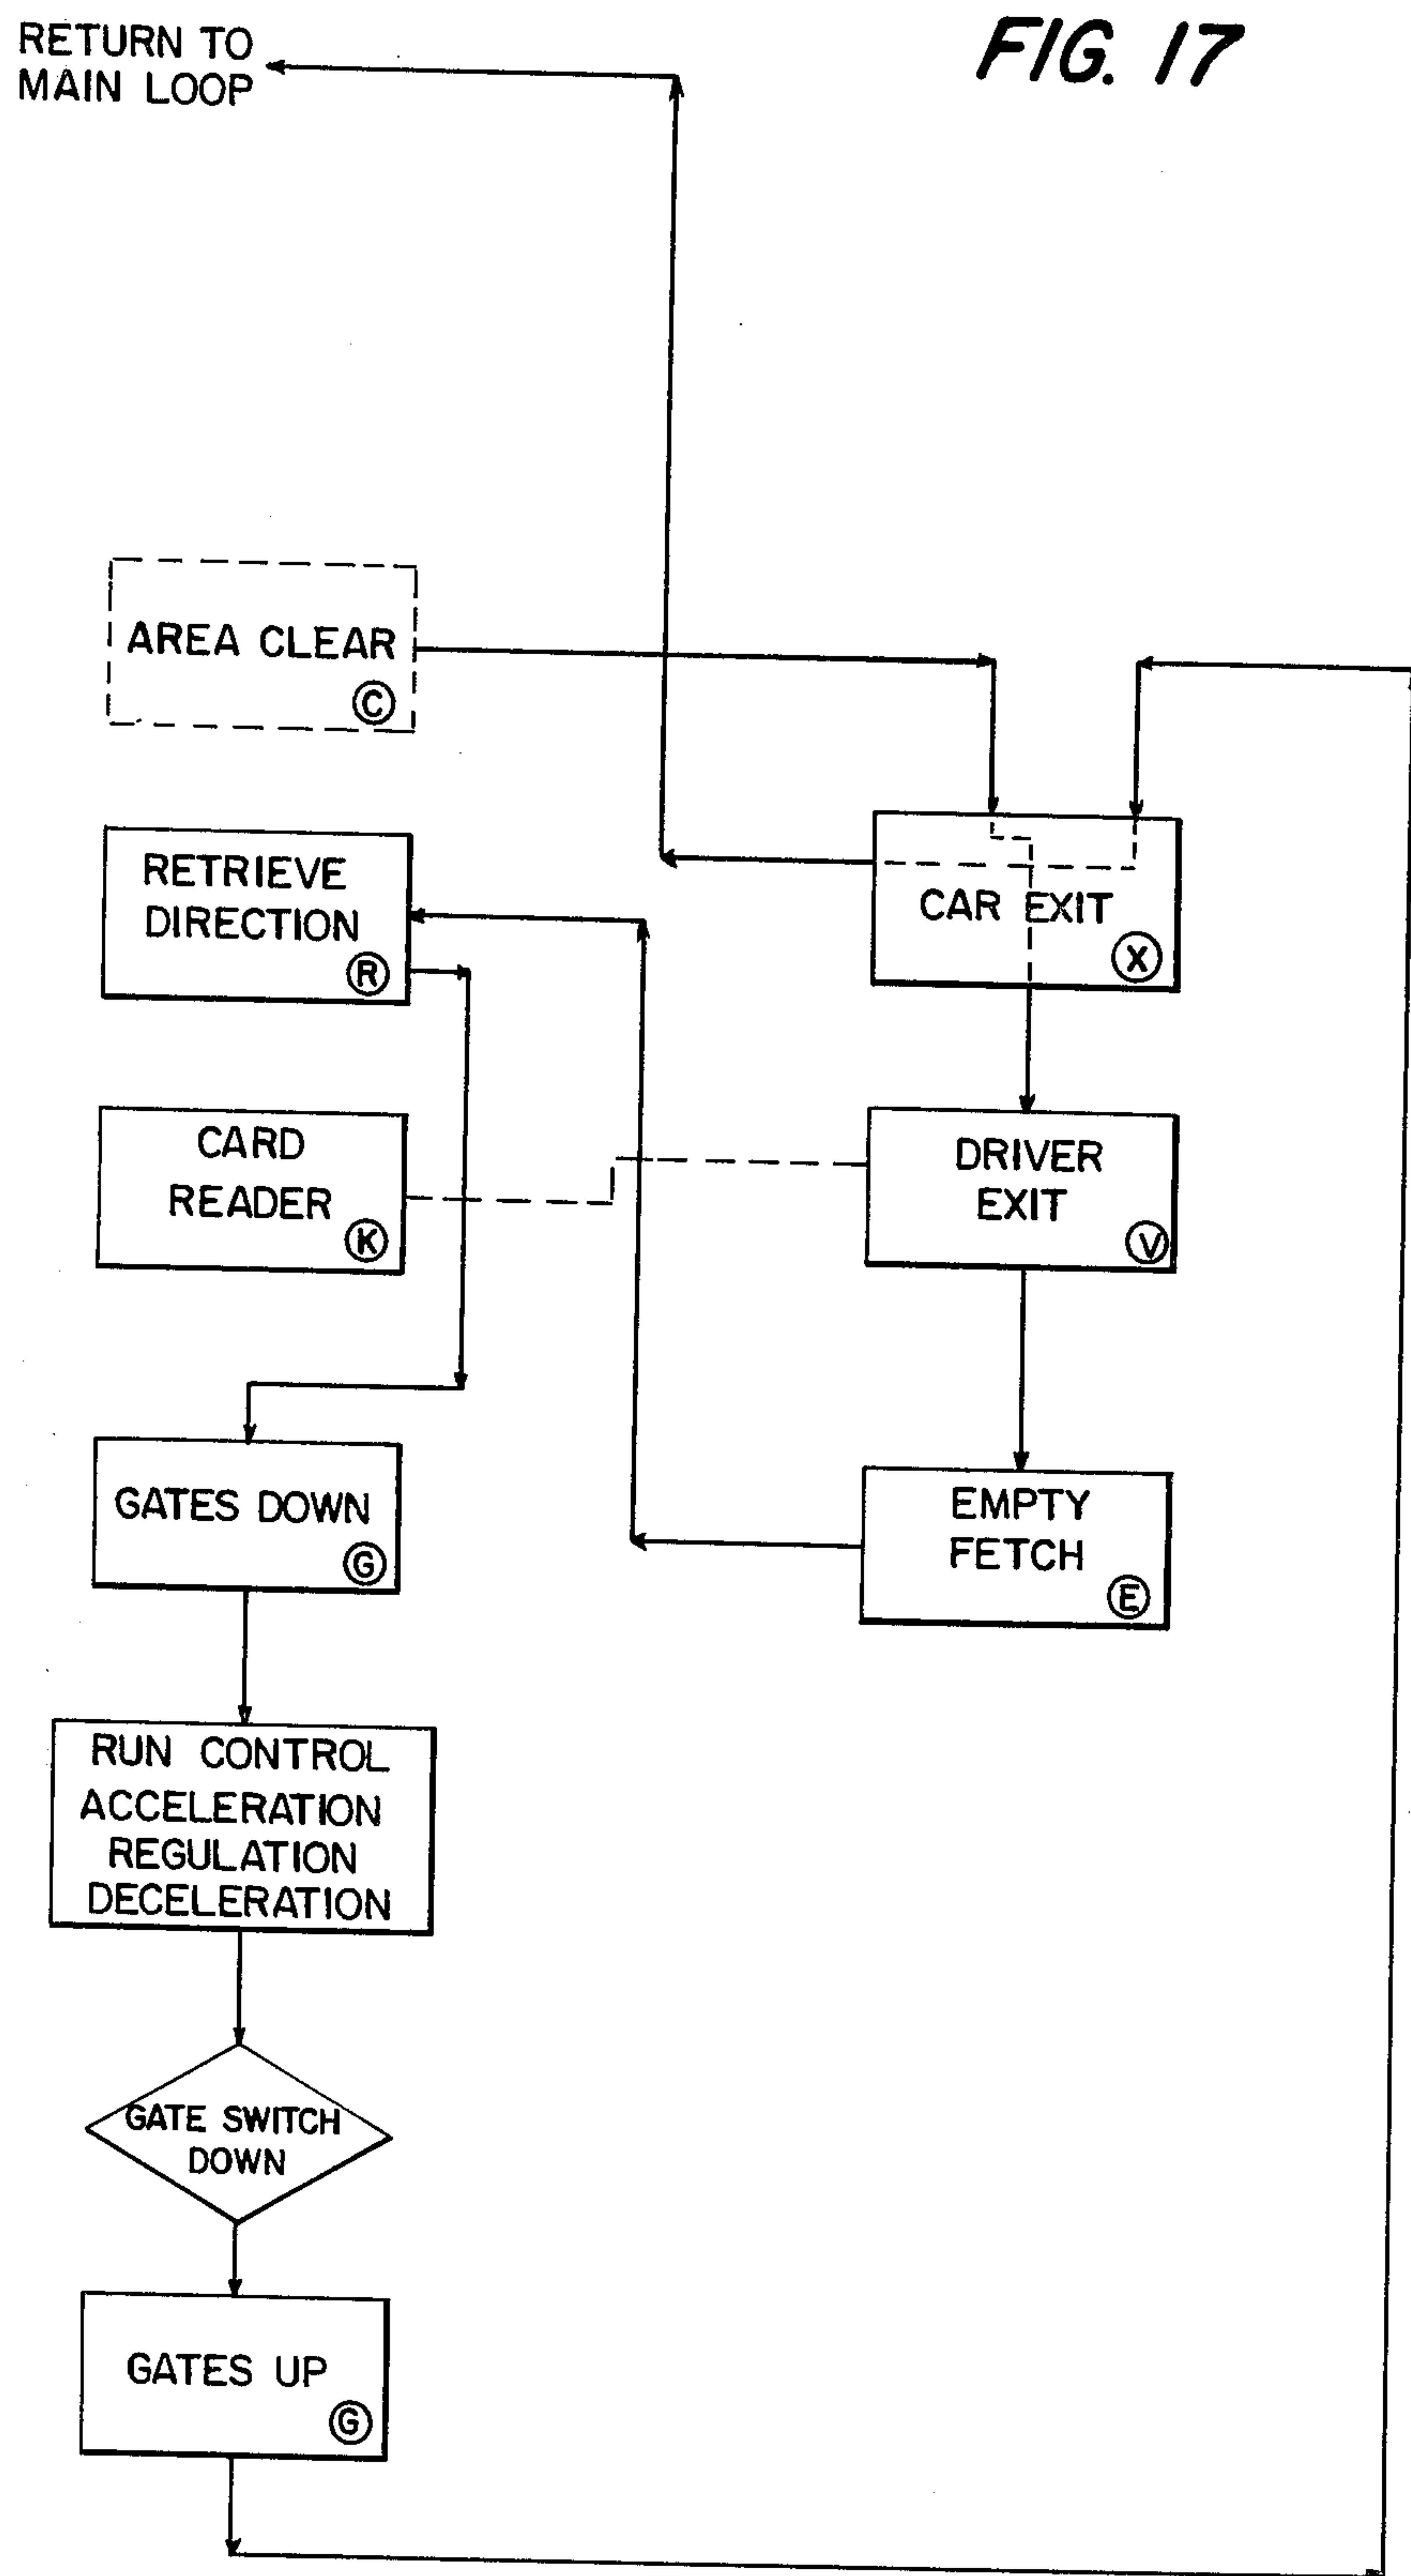 FIG. 17
RETURN TO
MAIN LOOP
AREA CLEAR
C
RETRIEVE
DIRECTION
R
CAR EXIT
X
CARD
READER
K
DRIVER
EXIT
V
GATES DOWN
G
EMPTY
FETCH
E
RUN CONTROL
ACCELERATION
REGULATION
DECELERATION
GATE SWITCH
DOWN
GATES UP
G